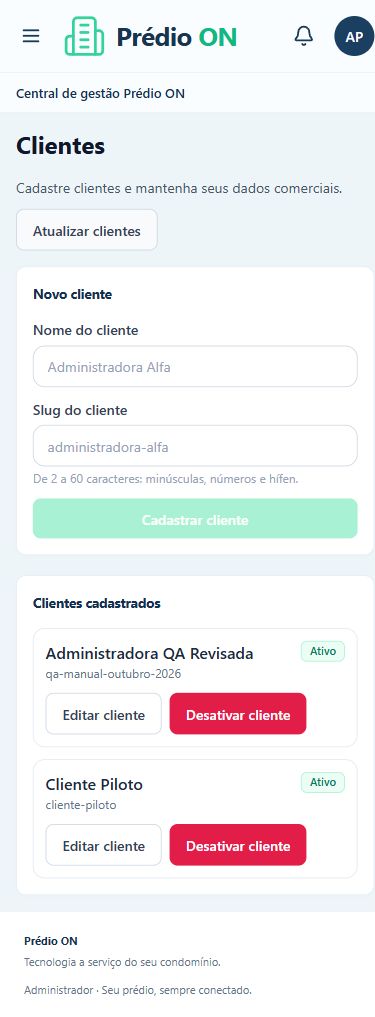 Prédio ON
AP
Central de gestão Prédio ON
Clientes
Cadastre clientes e mantenha seus dados comerciais.
Atualizar clientes
Novo cliente
Nome do cliente
Administradora Alfa
Slug do cliente
administradora-alfa
De 2 a 60 caracteres: minúsculas, números e hífen.
Cadastrar cliente
Clientes cadastrados
Administradora QA Revisada
Ativo
qa-manual-outubro-2026
Editar cliente
Desativar cliente
Cliente Piloto
Ativo
cliente-piloto
Editar cliente
Desativar cliente
Prédio ON
Tecnologia a serviço do seu condomínio.
Administrador · Seu prédio, sempre conectado.